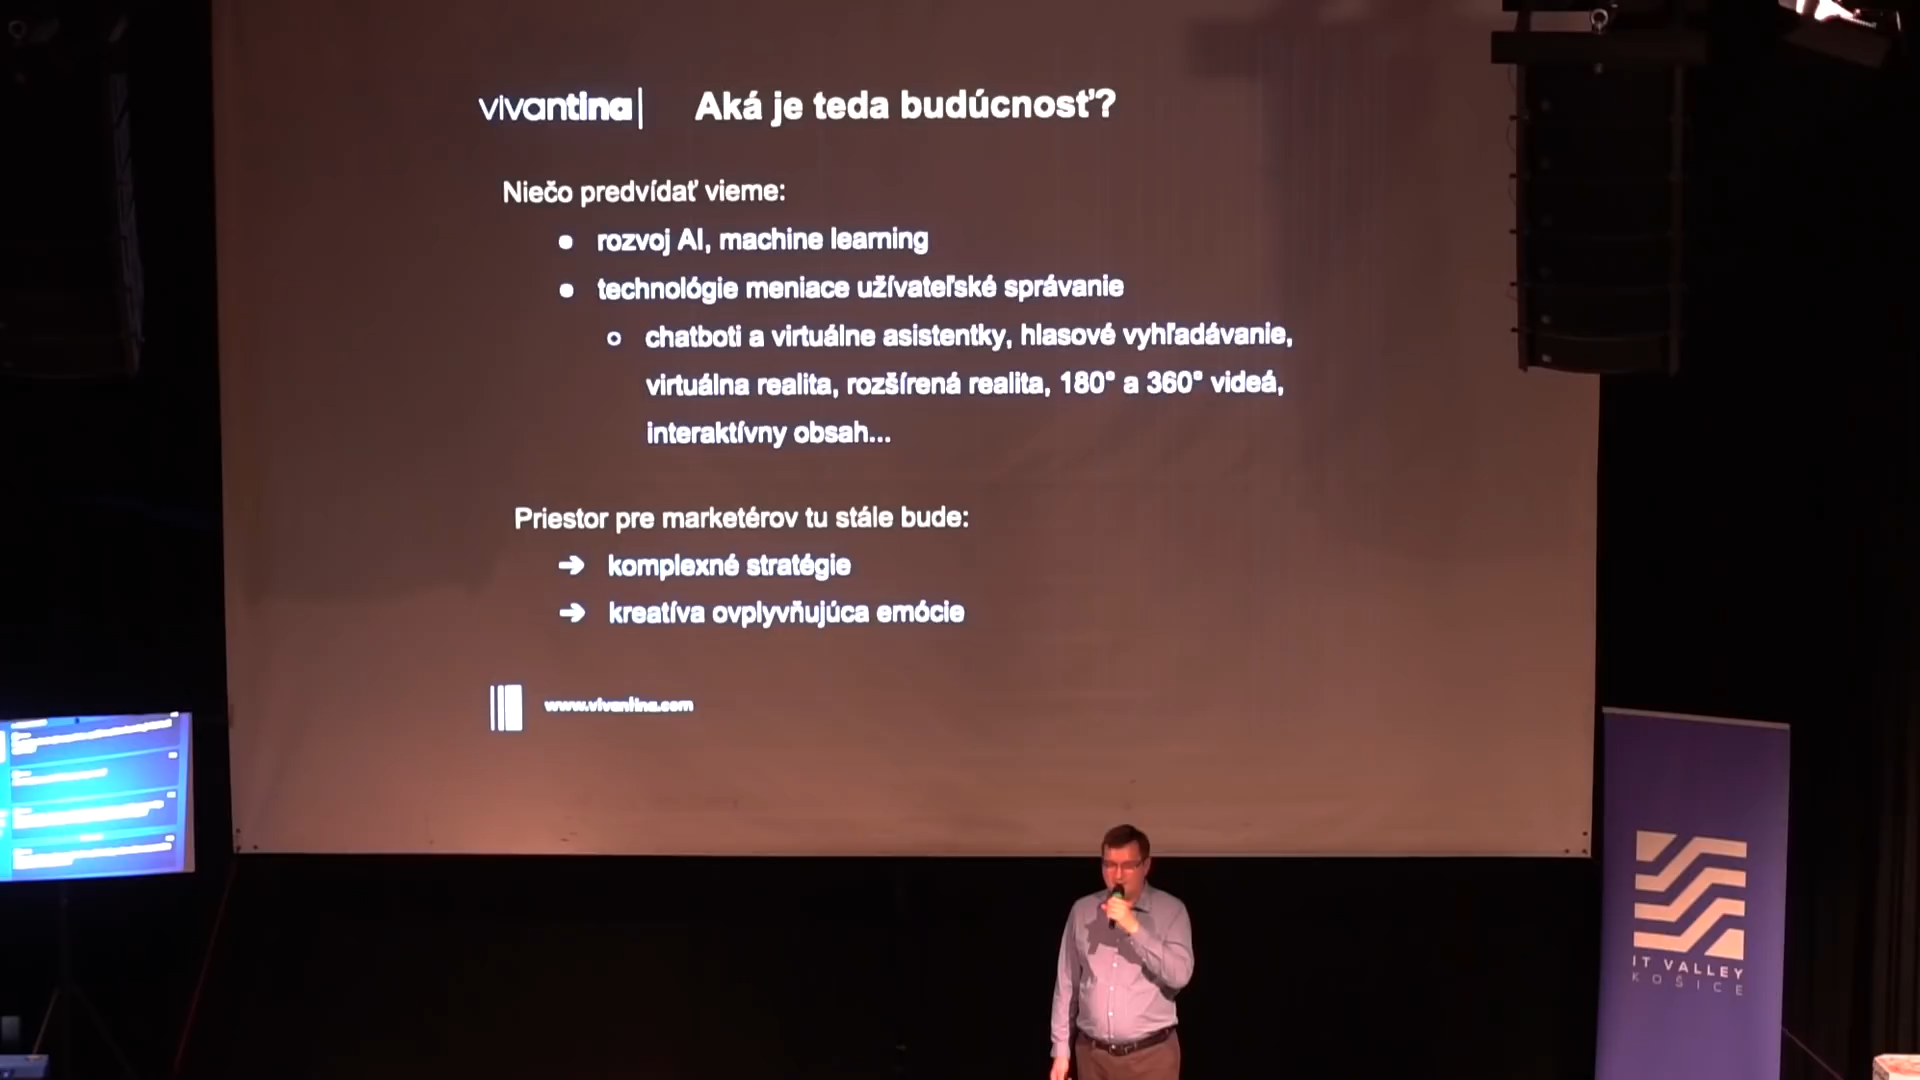 vivantina|
Aká je teda budúcnosť?
Niečo predvídať vieme:
● rozvoj AI, machine learning
● technológie meniace užívateľské správanie
○ chatboti a virtuálne asistentky, hlasové vyhľadávanie,
virtuálna realita, rozšírená realita, 180° a 360° videá,
interaktívny obsah...
Priestor pre marketérov tu stále bude:
➔ komplexné stratégie
➔ kreatíva ovplyvňujúca emócie
www.vivantina.com
IT VALLEY
KOŠICE